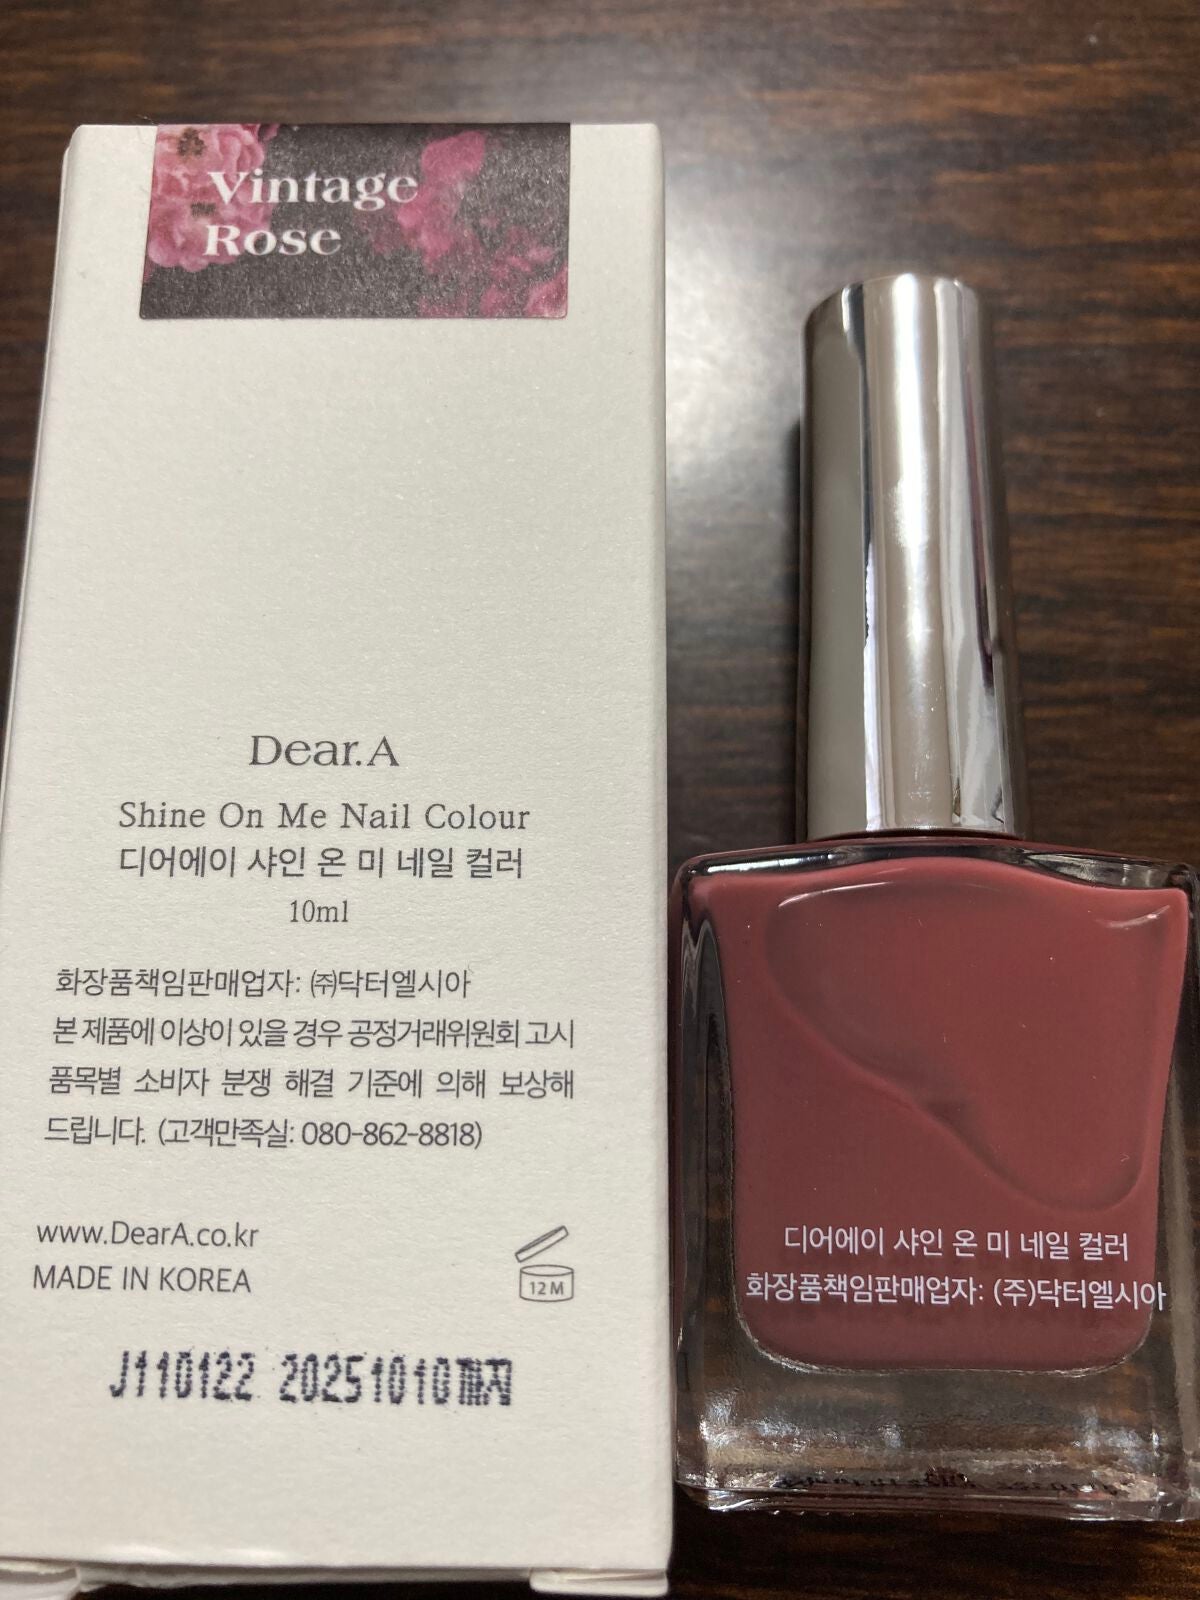 Vintage
Rose
Dear.A
Shine On Me Nail Colour
디어에이 샤인 온 미 네일 컬러
10ml
화장품책임판매업자: ㈜닥터엘시아
본 제품에 이상이 있을 경우 공정거래위원회 고시
품목별 소비자 분쟁 해결 기준에 의해 보상해
드립니다. (고객만족실: 080-862-8818)
www.DearA.co.kr
MADE IN KOREA
12M
J110122 20251010까지
디어에이 샤인 온 미 네일 컬러
화장품책임판매업자: (주)닥터엘시아